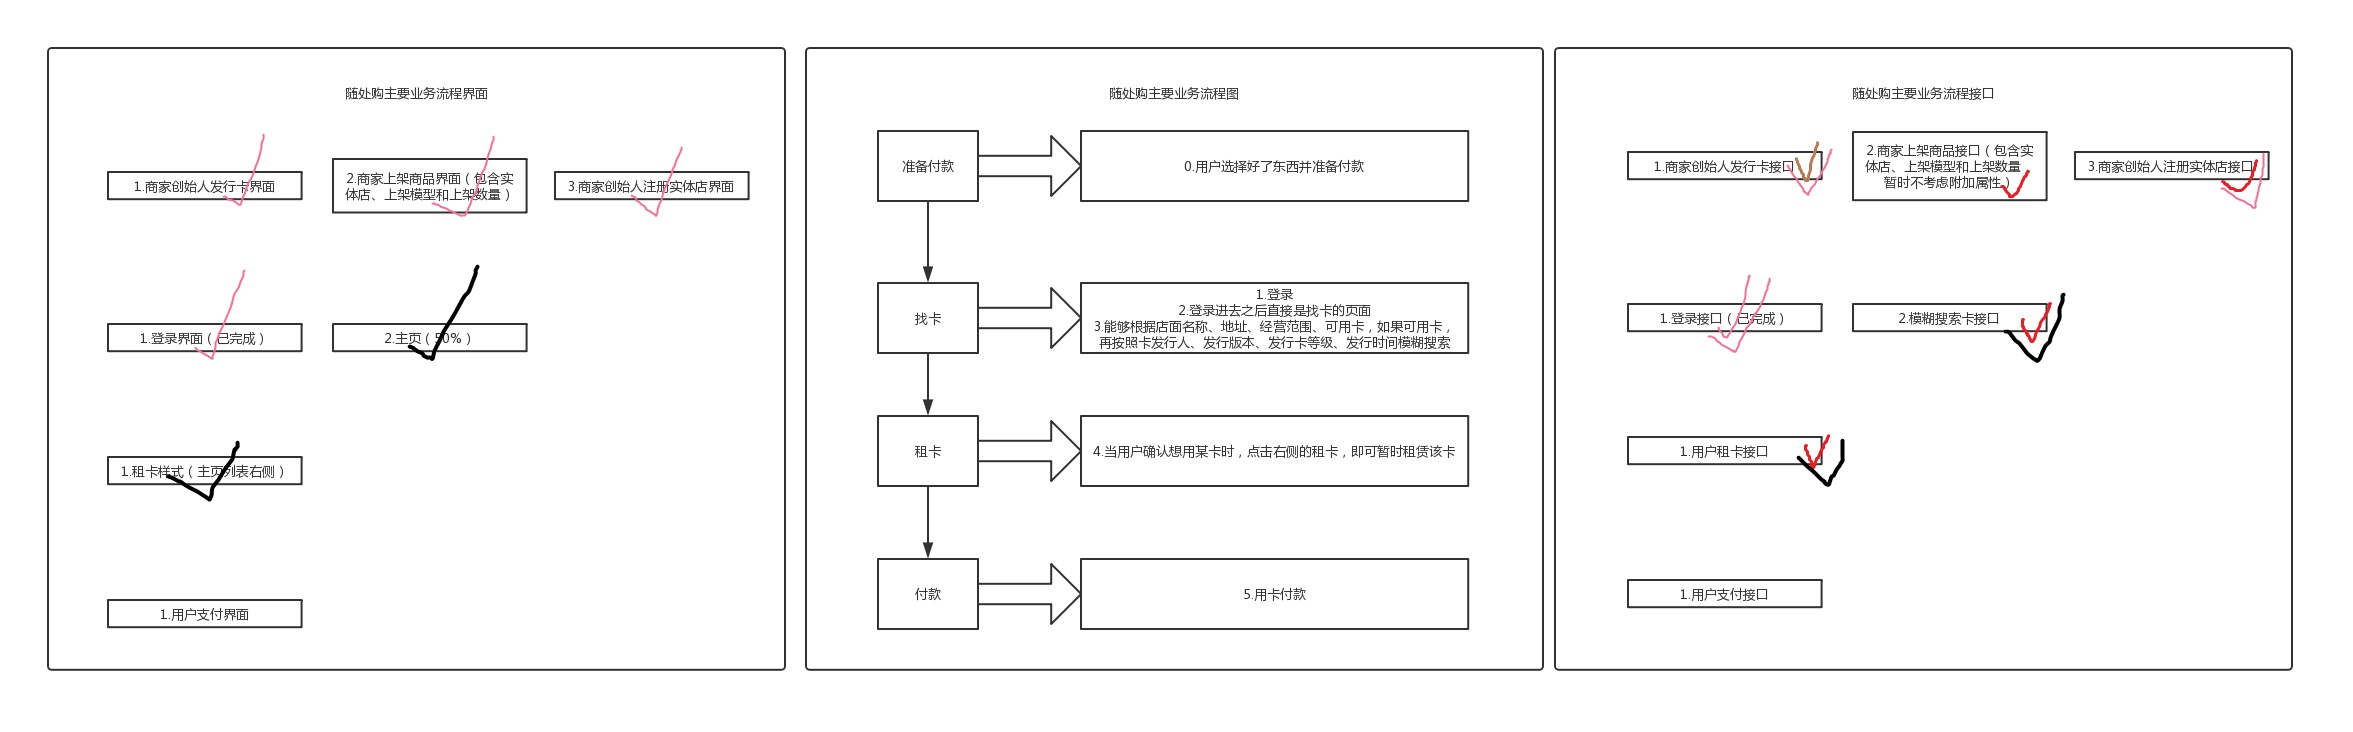 随处购主要业务流程界面
1.商家创始人发行卡界面
2.商家上架商品界面（包含实
体店、上架模型和上架数量）
3.商家创始人注册实体店界面
1.登录界面（已完成）
2.主页（50%）
1.租卡样式（主页列表右侧）
1.用户支付界面
随处购主要业务流程图
准备付款
0.用户选择好了东西并准备付款
找卡
1.登录
2.登录进去之后直接是找卡的页面
3.能够根据店面名称、地址、经营范围、可用卡，如果可用卡，
再按照卡发行人、发行版本、发行卡等级、发行时间模糊搜索
租卡
4.当用户确认想用某卡时，点击右侧的租卡，即可暂时租赁该卡
付款
5.用卡付款
随处购主要业务流程接口
1.商家创始人发行卡接口
2.商家上架商品接口（包含实
体店、上架模型和上架数量
暂时不考虑附加属性）
3.商家创始人注册实体店接口
1.登录接口（已完成）
2.模糊搜索卡接口
1.用户租卡接口
1.用户支付接口